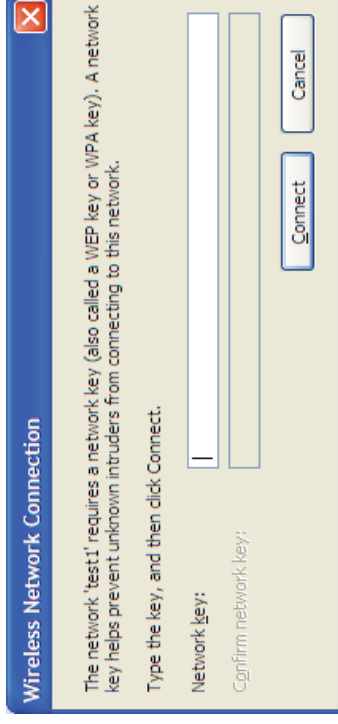 Wireless Network Connection
The network 'test1' requires a network key (also called a WEP key or WPA key). A network
key helps prevent unknown intruders from connecting to this network.
Type the key, and then click Connect.
Network key:
Confirm network key:
Connect Cancel